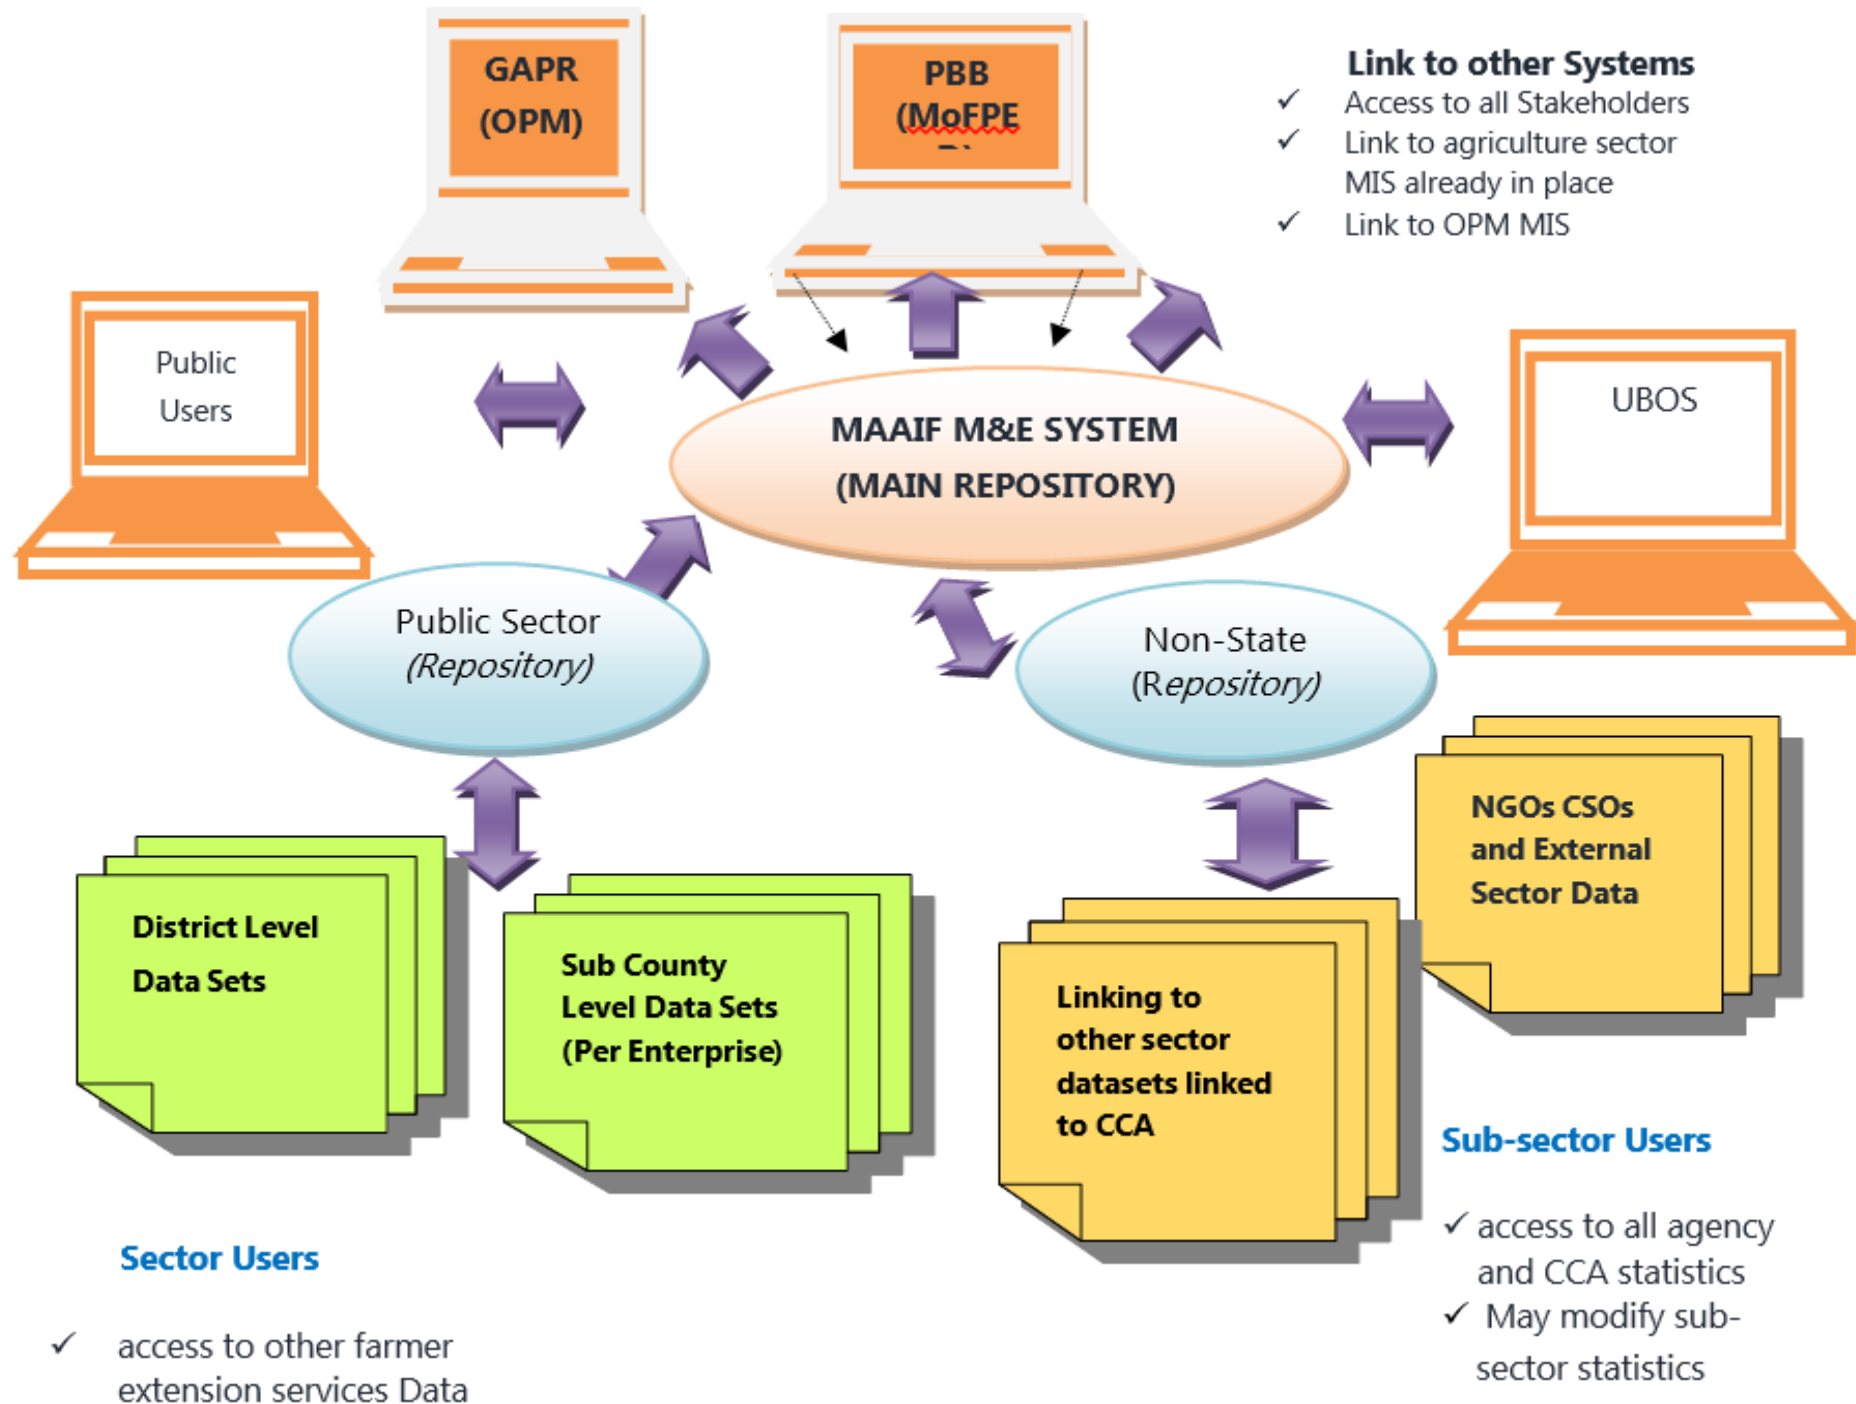 GAPR
(OPM)
PBB
(MoFPE
Link to other Systems
✓ Access to all Stakeholders
✓ Link to agriculture sector
MIS already in place
✓ Link to OPM MIS
Public
Users
UBOS
MAAIF M&E SYSTEM
(MAIN REPOSITORY)
Public Sector
(Repository)
Non-State
(Repository)
NGOs CSOs
and External
Sector Data
District Level
Data Sets
Sub County
Level Data Sets
(Per Enterprise)
Linking to
other sector
datasets linked
to CCA
Sub-sector Users
✓ access to all agency
and CCA statistics
✓ May modify sub-
sector statistics
Sector Users
✓ access to other farmer
extension services Data